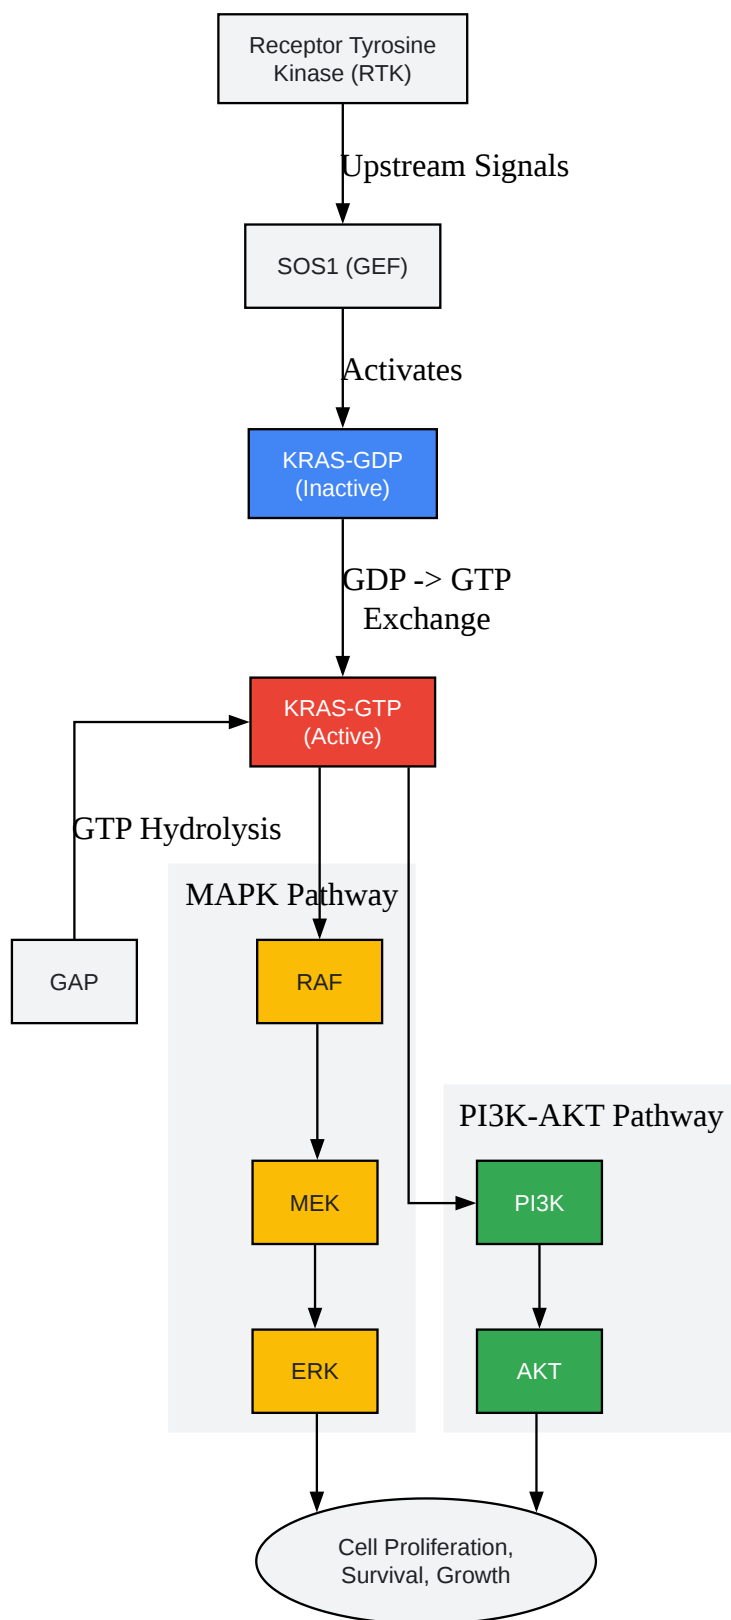 Receptor Tyrosine
Kinase (RTK)
Upstream Signals
SOS1 (GEF)
Activates
KRAS-GDP
(Inactive)
GDP -> GTP
Exchange
KRAS-GTP
(Active)
GTP Hydrolysis
MAPK Pathway
GAP
RAF
PI3K-AKT Pathway
MEK
PI3K
ERK
AKT
Cell Proliferation,
Survival, Growth